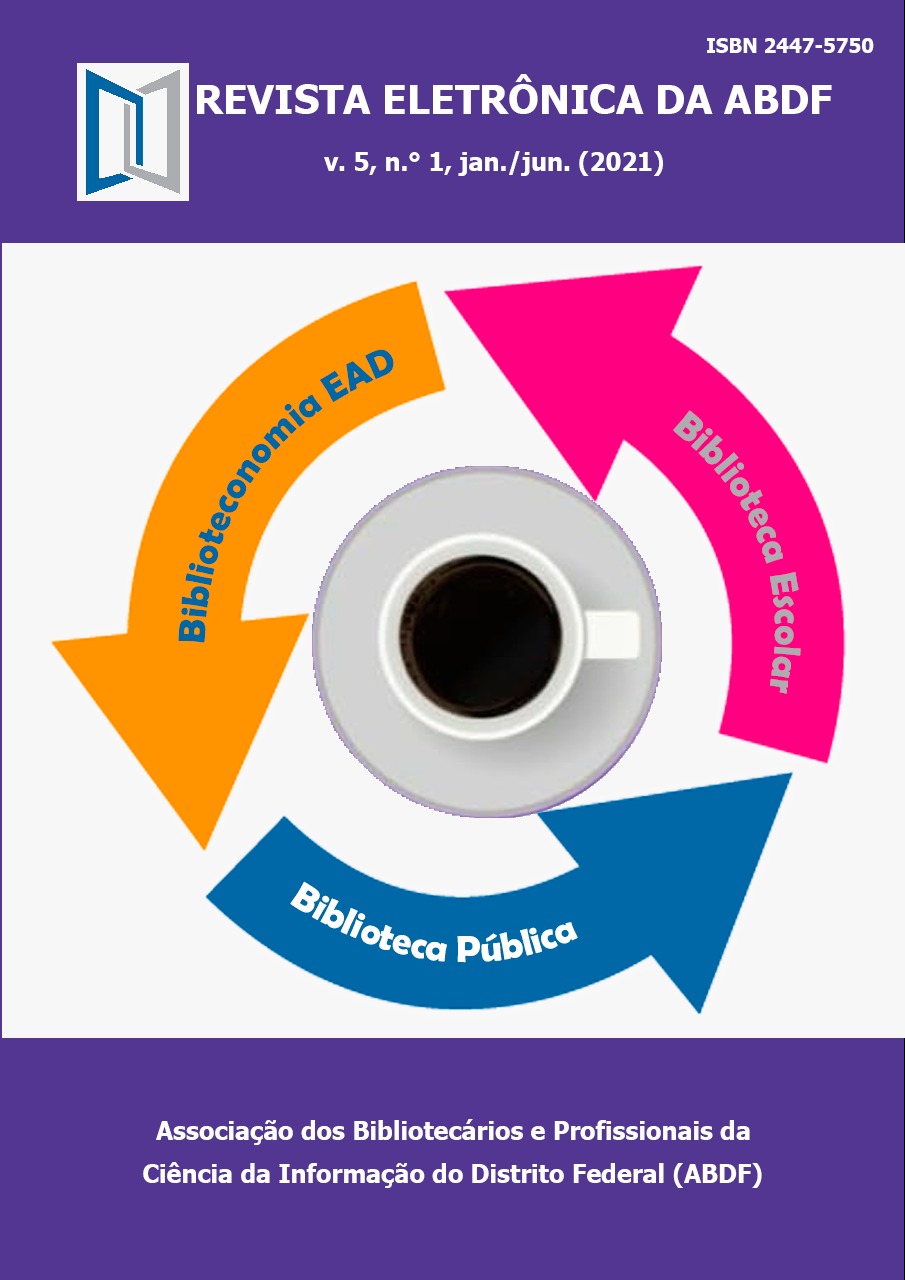 ISBN 2447-5750
REVISTA ELETRÔNICA DA ABDF
v. 5, n.° 1, jan./jun. (2021)
Biblioteconomia EAD
Biblioteca Escolar
Biblioteca Pública
Associação dos Bibliotecários e Profissionais da
Ciência da Informação do Distrito Federal (ABDF)